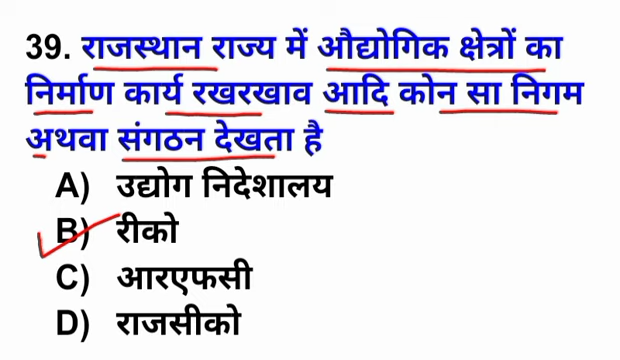 39. राजस्थान राज्य में औद्योगिक क्षेत्रों का
निर्माण कार्य रखरखाव आदि कोन सा निगम
अथवा संगठन देखता है
A) उद्योग निदेशालय
B) रीको
C) आरएफसी
D) राजसीको